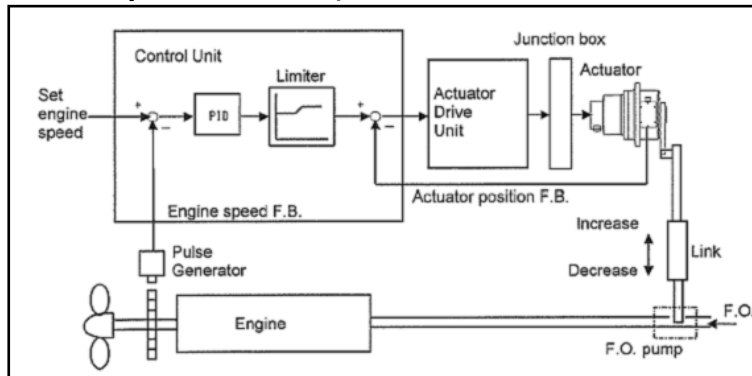 Control Unit
Junction box
Limiter
Actuator
Set
engine
speed
+
−
PID
+
−
Actuator
Drive
Unit
Engine speed F.B.
Actuator position F.B.
Increase
Decrease
Link
Pulse
Generator
Engine
F.O.
F.O. pump